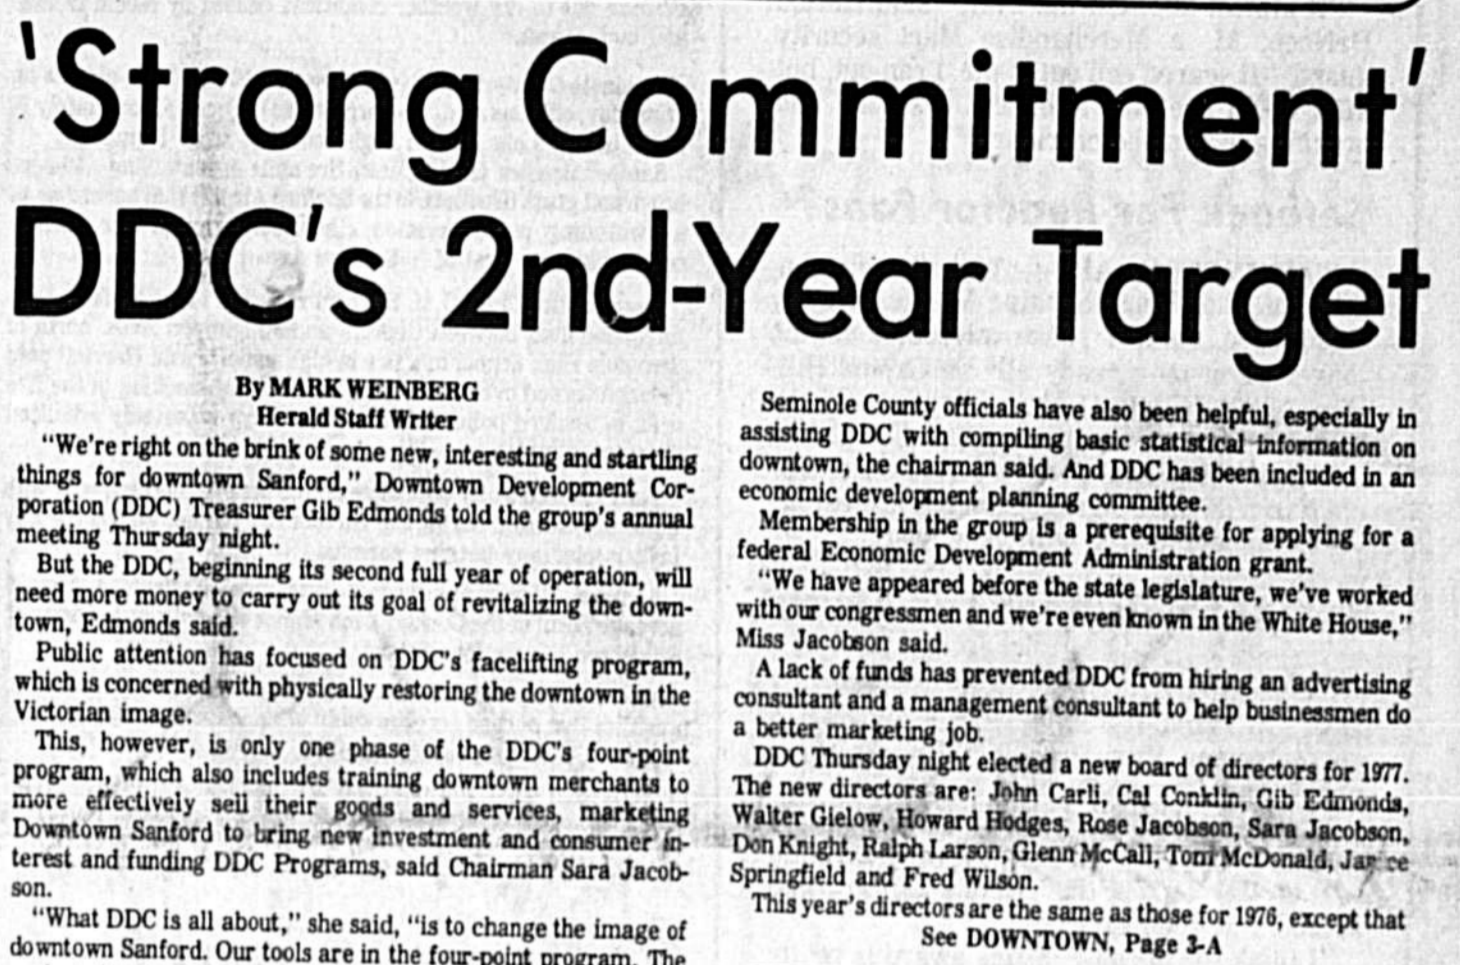 'Strong Commitment'
DDC's 2nd-Year Target
By MARK WEINBERG
Herald Staff Writer
"We're right on the brink of some new, interesting and startling
things for downtown Sanford," Downtown Development Cor-
poration (DDC) Treasurer Gib Edmonds told the group's annual
meeting Thursday night.
But the DDC, beginning its second full year of operation, will
need more money to carry out its goal of revitalizing the down-
town, Edmonds said.
Public attention has focused on DDC's facelifting program,
which is concerned with physically restoring the downtown in the
Victorian image.
This, however, is only one phase of the DDC's four-point
program, which also includes training downtown merchants to
more effectively sell their goods and services, marketing
Downtown Sanford to bring new investment and consumer in-
terest and funding DDC Programs, said Chairman Sara Jacob-
son.
"What DDC is all about," she said, "is to change the image of
downtown Sanford. Our tools are in the four-point program. The
Seminole County officials have also been helpful, especially in
assisting DDC with compiling basic statistical information on
downtown, the chairman said. And DDC has been included in an
economic development planning committee.
Membership in the group is a prerequisite for applying for a
federal Economic Development Administration grant.
"We have appeared before the state legislature, we've worked
with our congressmen and we're even known in the White House,"
Miss Jacobson said.
A lack of funds has prevented DDC from hiring an advertising
consultant and a management consultant to help businessmen do
a better marketing job.
DDC Thursday night elected a new board of directors for 1977.
The new directors are: John Carli, Cal Conklin, Gib Edmonds,
Walter Gielow, Howard Hodges, Rose Jacobson, Sara Jacobson,
Don Knight, Ralph Larson, Glenn McCall, Tom McDonald, Janice
Springfield and Fred Wilson.
This year's directors are the same as those for 1976, except that
See DOWNTOWN, Page 3-A